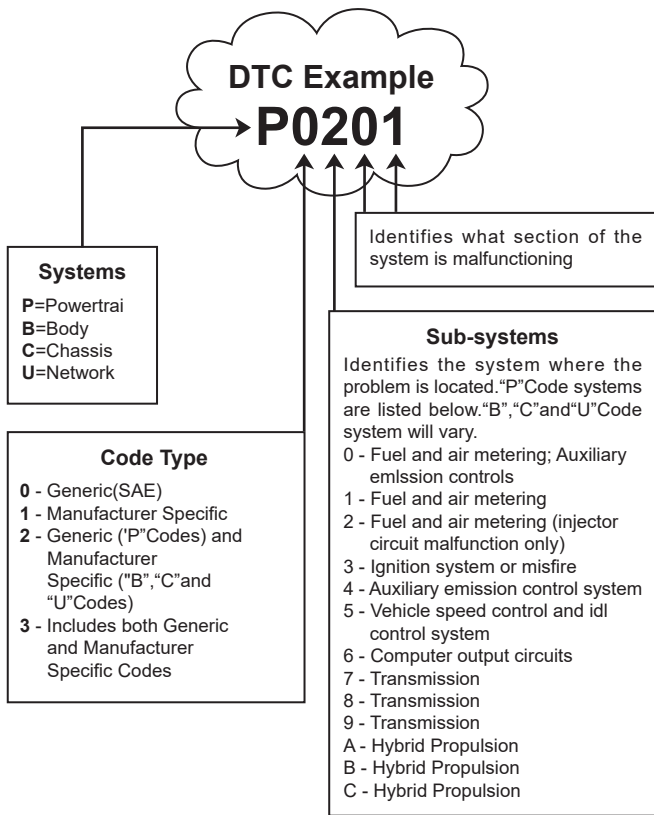 DTC Example
P0201
Identifies what section of the
system is malfunctioning
Systems
P=Powertrai
B=Body
C=Chassis
U=Network
Sub-systems
Identifies the system where the
problem is located.“P”Code systems
are listed below.“B”,“C”and“U”Code
system will vary.
0 - Fuel and air metering; Auxiliary
emlssion controls
1 - Fuel and air metering
2 - Fuel and air metering (injector
circuit malfunction only)
3 - Ignition system or misfire
4 - Auxiliary emission control system
5 - Vehicle speed control and idl
control system
6 - Computer output circuits
7 - Transmission
8 - Transmission
9 - Transmission
A - Hybrid Propulsion
B - Hybrid Propulsion
C - Hybrid Propulsion
Code Type
0 - Generic(SAE)
1 - Manufacturer Specific
2 - Generic ('P”Codes) and
Manufacturer
Specific ("B”,“C”and
“U”Codes)
3 - Includes both Generic
and Manufacturer
Specific Codes